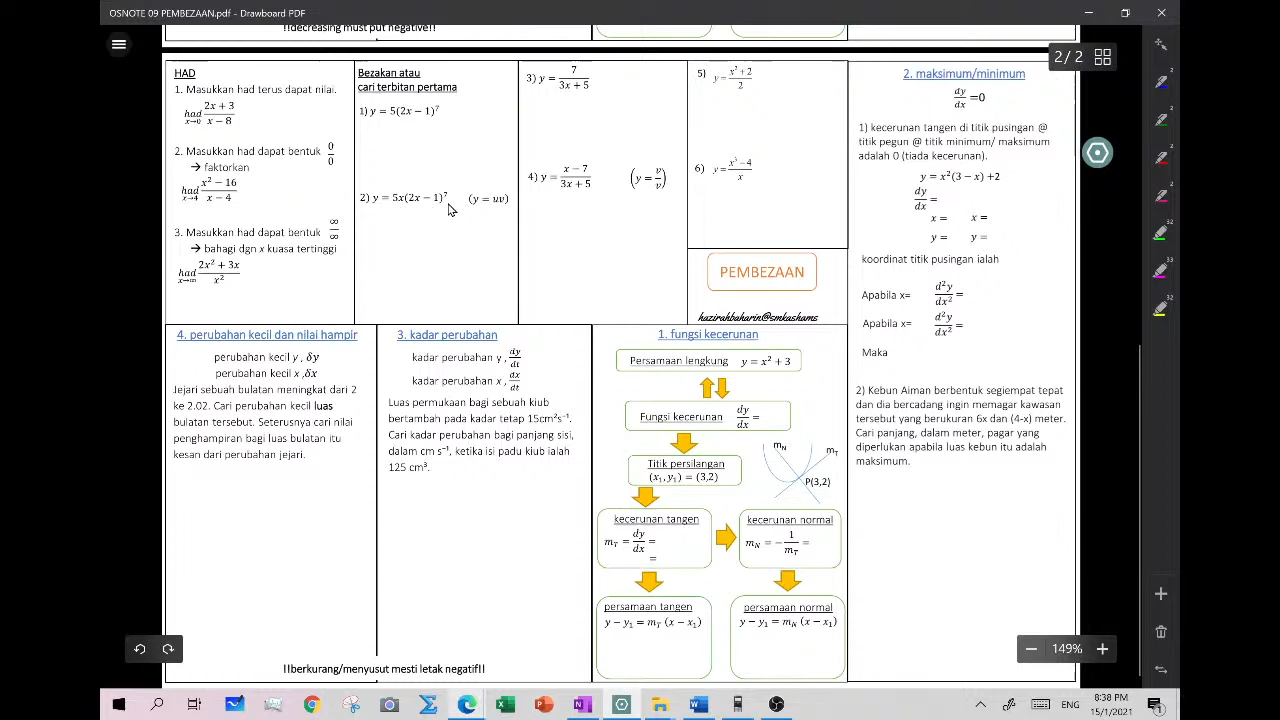 OSNOTE 09 PEMBEZAAN.pdf - Drawboard PDF
!!decreasing must put negative!!
2/2
HAD
1. Masukkan had terus dapat nilai.
had x→0 (2x + 3)/(x − 8)
2. Masukkan had dapat bentuk 0/0
→ faktorkan
had x→4 (x² − 16)/(x − 4)
3. Masukkan had dapat bentuk ∞/∞
→ bahagi dgn x kuasa tertinggi
had x→∞ (2x² + 3x)/x²
Bezakan atau
cari terbitan pertama
1) y = 5(2x − 1)⁷
2) y = 5x(2x − 1)⁷ (y = uv)
3) y = 7/(3x + 5)
4) y = (x − 7)/(3x + 5) (y = v/v)
5) y = (x² + 2)/2
6) y = (x³ − 4)/x
PEMBEZAAN
hazirahbaharin@smkashams
2. maksimum/minimum
dy/dx =0
1) kecerunan tangen di titik pusingan @
titik pegun @ titik minimum/ maksimum
adalah 0 (tiada kecerunan).
y = x²(3 − x) +2
dy/dx =
x = x =
y = y =
koordinat titik pusingan ialah
Apabila x= d²y/dx² =
Apabila x= d²y/dx² =
Maka
2) Kebun Aiman berbentuk segiempat tepat
dan dia bercadang ingin memagar kawasan
tersebut yang berukuran 6x dan (4-x) meter.
Cari panjang, dalam meter, pagar yang
diperlukan apabila luas kebun itu adalah
maksimum.
4. perubahan kecil dan nilai hampir
perubahan kecil y , δy
perubahan kecil x ,δx
Jejari sebuah bulatan meningkat dari 2
ke 2.02. Cari perubahan kecil luas
bulatan tersebut. Seterusnya cari nilai
penghampiran bagi luas bulatan itu
kesan dari perubahan jejari.
3. kadar perubahan
kadar perubahan y , dy/dt
kadar perubahan x , dx/dt
Luas permukaan bagi sebuah kiub
bertambah pada kadar tetap 15cm²s⁻¹.
Cari kadar perubahan bagi panjang sisi,
dalam cm s⁻¹, ketika isi padu kiub ialah
125 cm³.
!!berkurang/menyusut mesti letak negatif!!
1. fungsi kecerunan
Persamaan lengkung y = x² + 3
Fungsi kecerunan dy/dx =
Titik persilangan
(x₁, y₁) = (3,2)
m_N
m_T
P(3,2)
kecerunan tangen
m_T = dy/dx =
=
kecerunan normal
m_N = − 1/m_T =
persamaan tangen
y − y₁ = m_T (x − x₁)
persamaan normal
y − y₁ = m_N (x − x₁)
149%
ENG
8:38 PM
15/1/2021